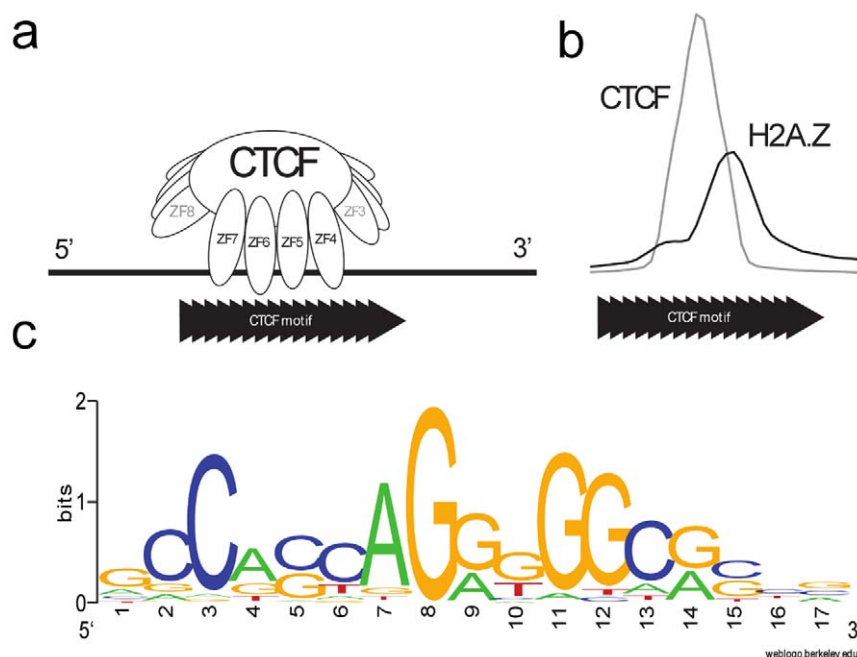 a
CTCF
ZF8
ZF7
ZF6
ZF5
ZF4
ZF3
5’
3’
CTCF motif
b
CTCF
H2A.Z
CTCF motif
c
bits
2
1
0
5‘
1
2
3
4
5
6
7
8
9
10
11
12
13
14
15
16
17
weblogo.berkeley.edu